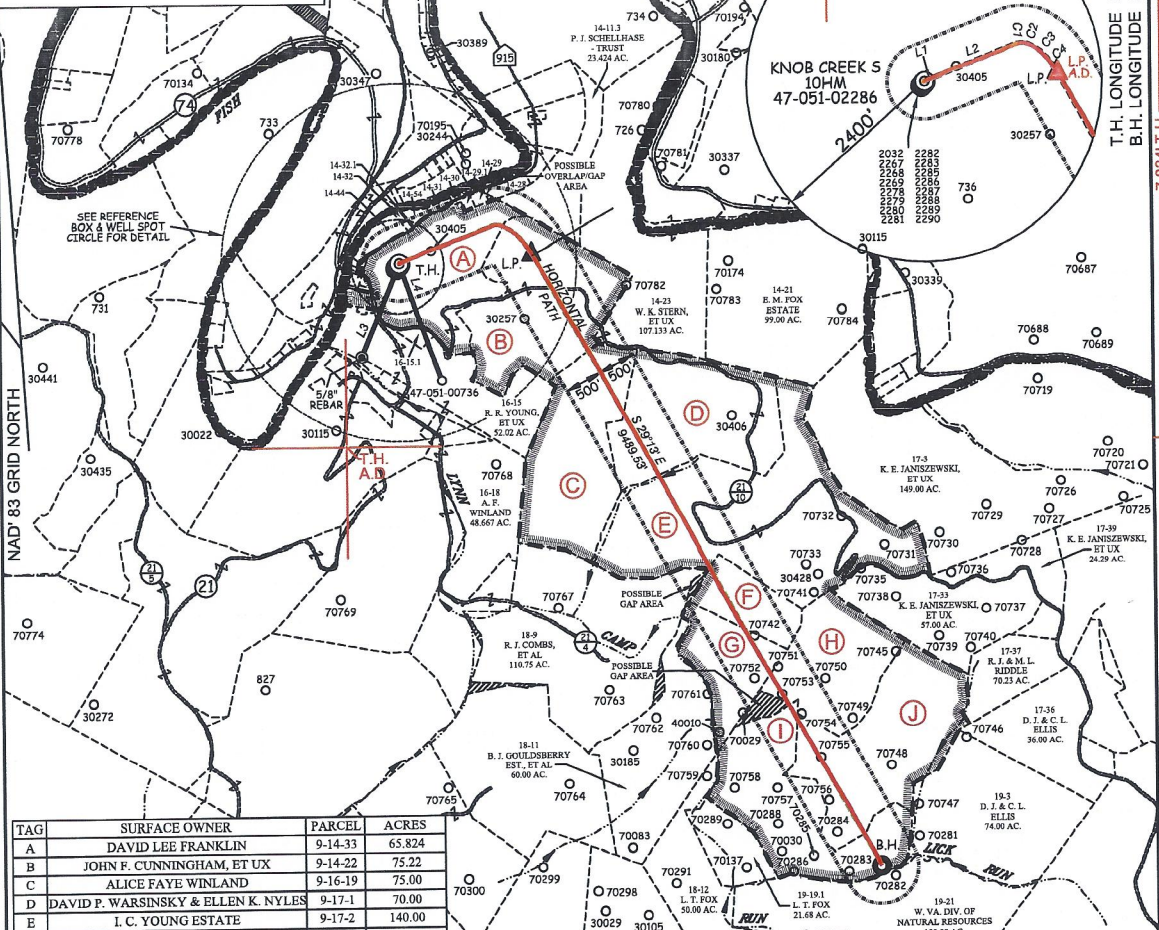 NAD' 83 GRID NORTH
SEE REFERENCE
BOX & WELL SPOT
CIRCLE FOR DETAIL
FISH
74
915
70134
70778
733
731
30347
30389
70195
30244
14-11.3
P. J. SCHELLHASE
- TRUST
23.424 AC.
734
70194
30180
70780
726
70781
30337
14-32.1
14-32
14-44
14-54
14-31
14-30
14-29.1
14-29
14-28
POSSIBLE
OVERLAP/GAP
AREA
KNOB CREEK S
10HM
47-051-02286
2400'
L1
L2
30405
C1
C2
C3
C4
L.P.
L.P.
A.D.
30257
736
2032 2282
2267 2283
2268 2285
2269 2286
2278 2287
2279 2288
2280 2289
2281 2290
T.H. LONGITUDE
B.H. LONGITUDE
30405
T.H.
A
L.P.
HORIZONTAL
PATH
L3
L4
30257
B
16-15.1
47-051-00736
5/8"
REBAR
30115
30022
T.H.
A.D.
30441
30435
16-15
R. R. YOUNG,
ET UX
52.02 AC.
500'
500'
S 29°13' E
9489.53
70782
14-23
W. K. STERN,
ET UX
107.133 AC.
70174
70783
14-21
E. M. FOX
ESTATE
99.00 AC.
70784
30115
30339
70687
70688
70689
70719
D
30406
C
E
21
10
70768
16-18
A. F.
WINLAND
48.667 AC.
LYNN
17-3
K. E. JANISZEWSKI,
ET UX
149.00 AC.
70720
70721
70726
70725
70727
70729
70728
70730
70731
70732
70733
30428
70741
70735
70736
70738
17-39
K. E. JANISZEWSKI,
ET UX
24.29 AC.
17-33
K. E. JANISZEWSKI,
ET UX
57.00 AC.
70737
70740
70739
17-37
R. J. & M. L.
RIDDLE
70.23 AC.
21
5
21
70769
70774
827
30272
70767
21
4
CAMP
18-9
R. J. COMBS,
ET AL
110.75 AC.
POSSIBLE
GAP AREA
POSSIBLE
GAP AREA
F
G
H
I
J
70742
70752
70751
70753
70750
70745
70749
70754
70755
70748
70746
17-36
D. J. & C. L.
ELLIS
36.00 AC.
70763
70762
70761
40010
70760
70759
70029
70758
70757
70756
70285
70284
70288
70289
70030
70286
70283
70282
70281
70747
19-3
D. J. & C. L.
ELLIS
74.00 AC.
18-11
B. J. GOULDSBERRY
EST., ET AL
60.00 AC.
30185
70764
70765
70083
70300
70299
70298
30029
30105
70291
70137
18-12
L. T. FOX
50.00 AC.
19-19.1
L. T. FOX
21.68 AC.
B.H.
LICK
RUN
RUN
19-21
W. VA. DIV. OF
NATURAL RESOURCES
TAG SURFACE OWNER PARCEL ACRES
A DAVID LEE FRANKLIN 9-14-33 65.824
B JOHN F. CUNNINGHAM, ET UX 9-14-22 75.22
C ALICE FAYE WINLAND 9-16-19 75.00
D DAVID P. WARSINSKY & ELLEN K. NYLES 9-17-1 70.00
E I. C. YOUNG ESTATE 9-17-2 140.00